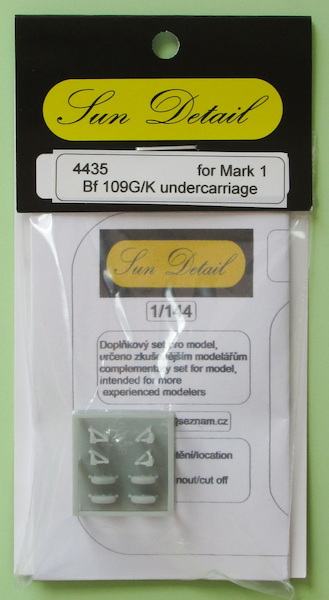 Sun Detail
4435 for Mark 1
Bf 109G/K undercarriage
Sun Detail
1/144
Doplňkový set pro model,
určeno zkušenějším modelářům
complementary set for model,
intended for more
experienced modelers
@seznam.cz
/location
/cut off